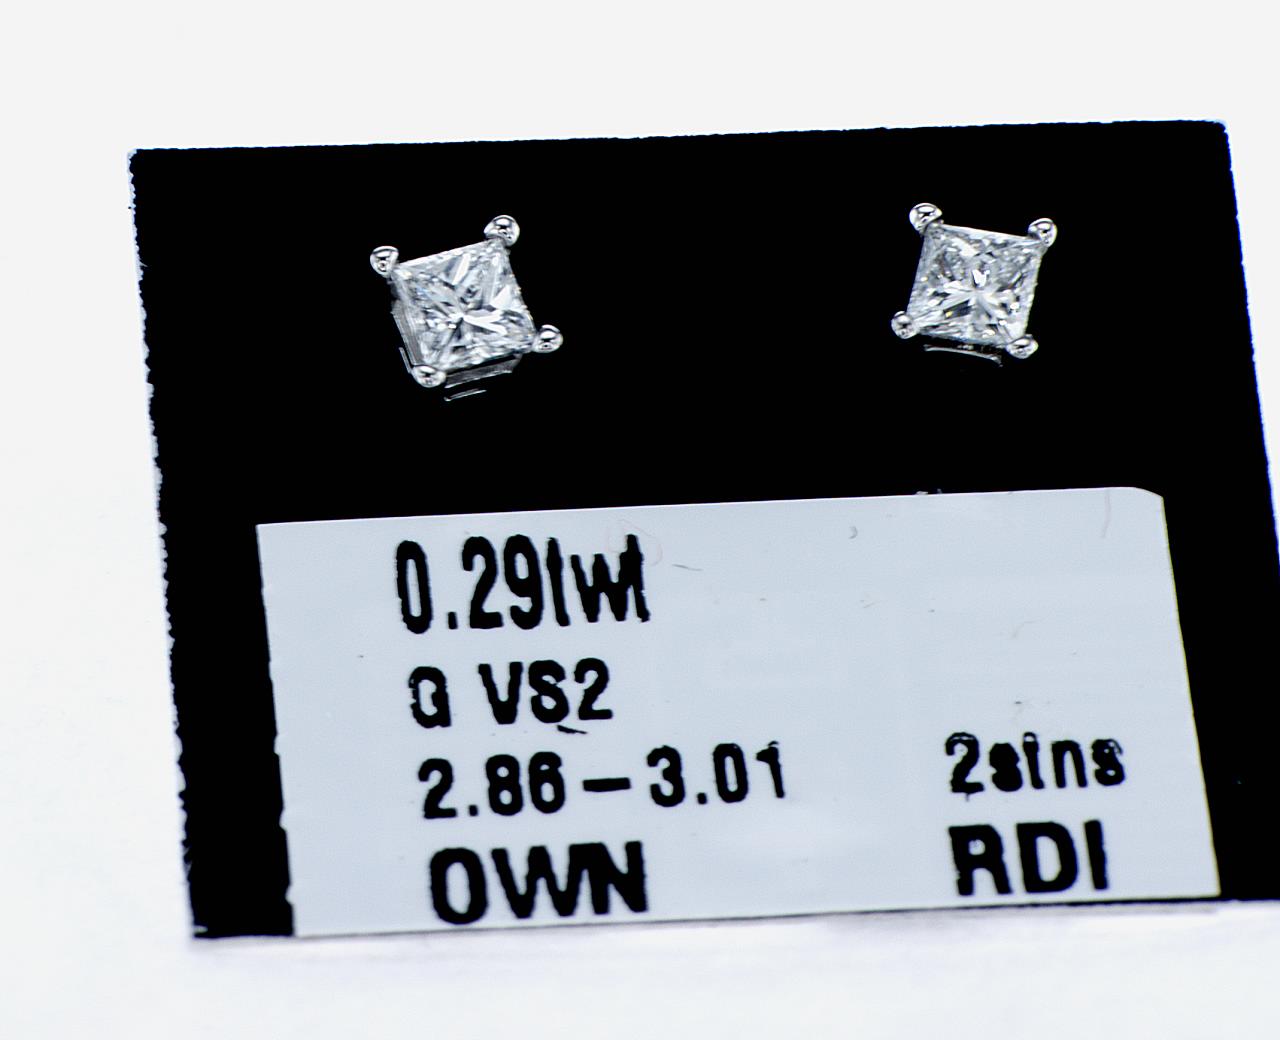 0.29twt
G VS2
2.86-3.01 2stns
OWN RDI